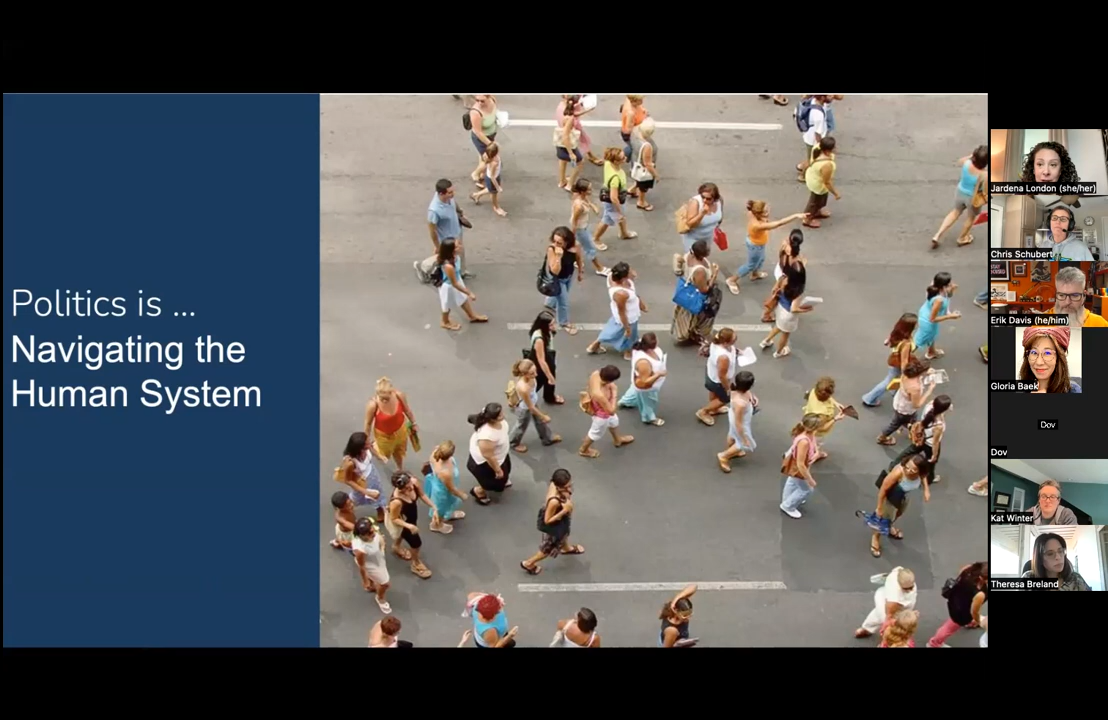 Politics is ...
Navigating the
Human System
Jardena London (she/her)
Chris Schubert
Erik Davis (he/him)
Gloria Baek
Dov
Dov
Kat Winter
Theresa Breland